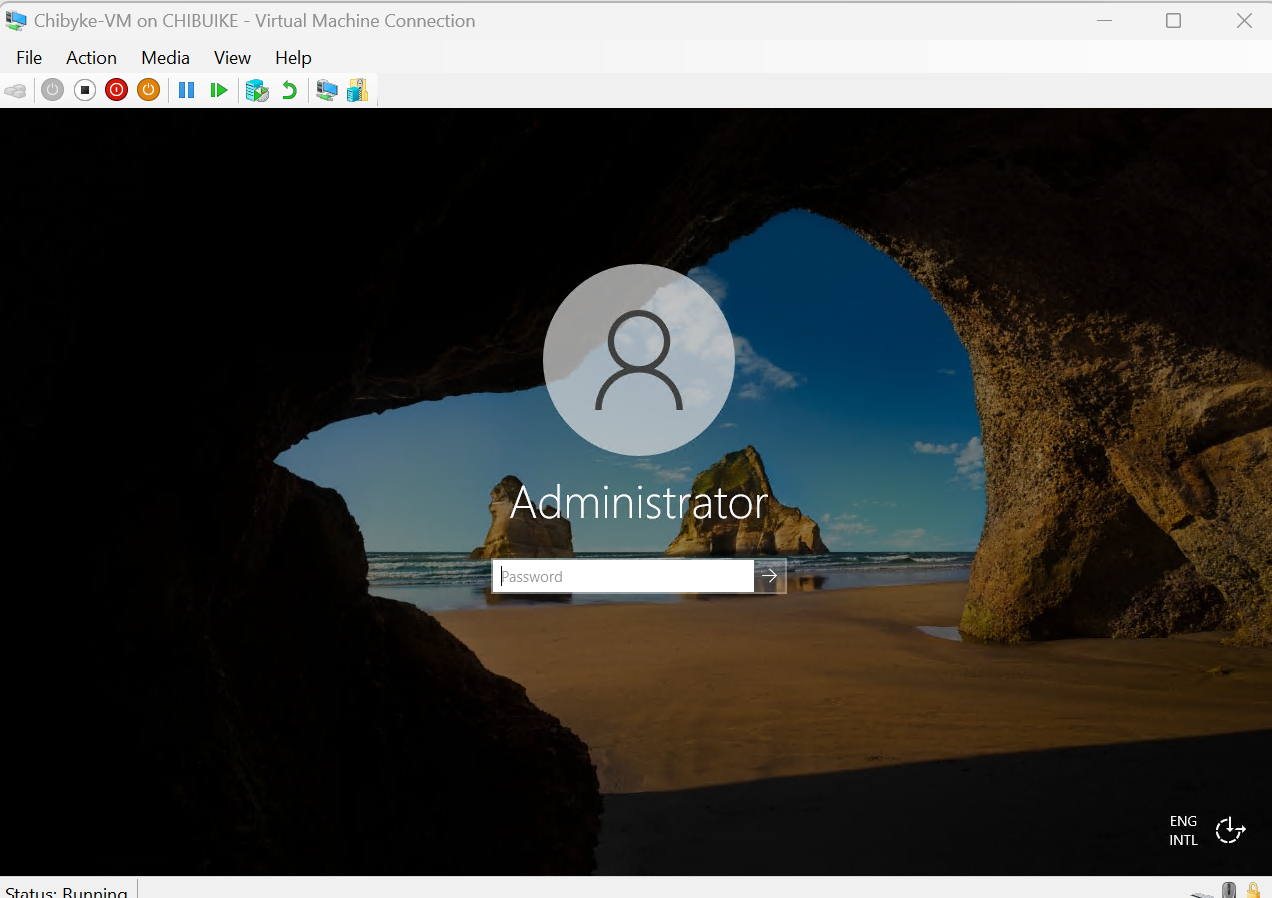 Chibyke-VM on CHIBUIKE - Virtual Machine Connection
File Action Media View Help
Administrator
Password
ENG
INTL
Status: Running